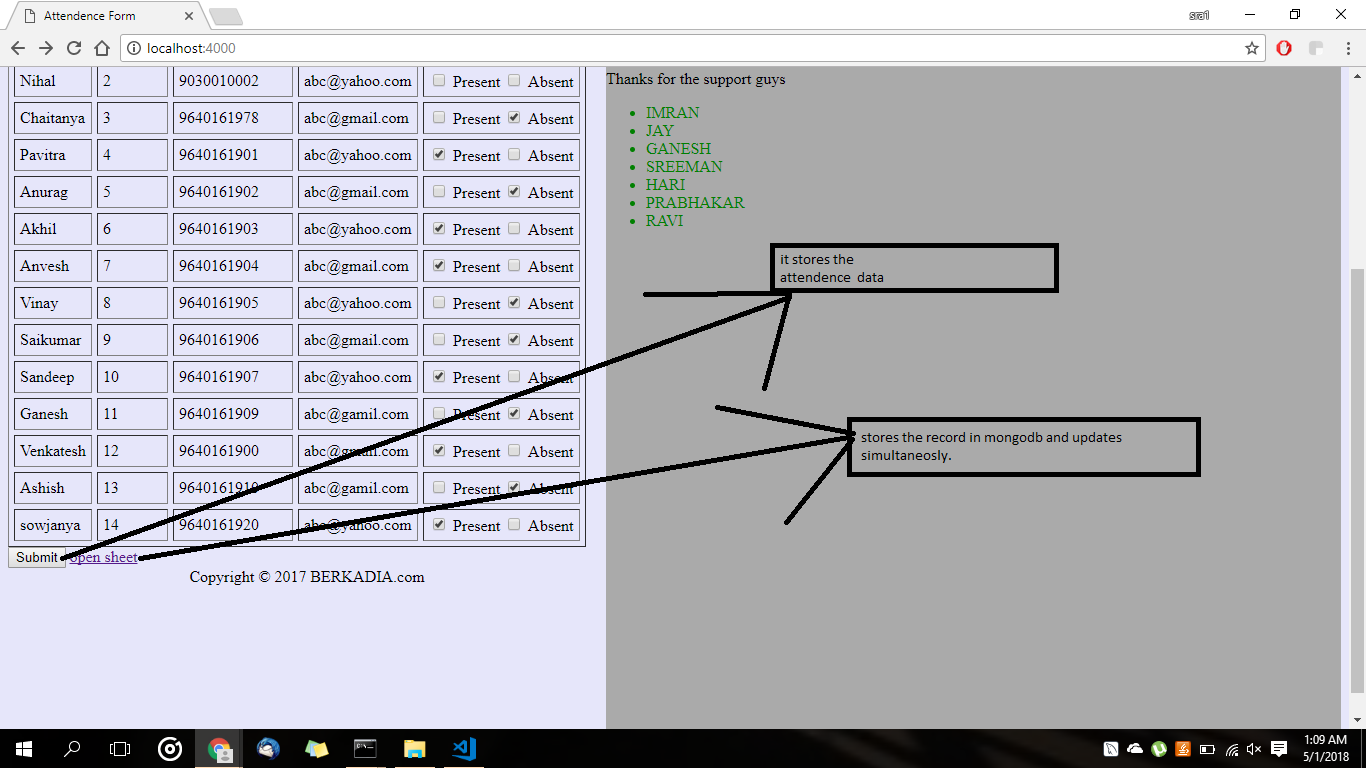 Attendence Form
sra1
localhost:4000
Nihal 2 9030010002 abc@yahoo.com Present Absent
Chaitanya 3 9640161978 abc@gmail.com Present Absent
Pavitra 4 9640161901 abc@yahoo.com Present Absent
Anurag 5 9640161902 abc@gmail.com Present Absent
Akhil 6 9640161903 abc@yahoo.com Present Absent
Anvesh 7 9640161904 abc@gmail.com Present Absent
Vinay 8 9640161905 abc@yahoo.com Present Absent
Saikumar 9 9640161906 abc@gmail.com Present Absent
Sandeep 10 9640161907 abc@yahoo.com Present Absent
Ganesh 11 9640161909 abc@gamil.com Present Absent
Venkatesh 12 9640161900 abc@gmail.com Present Absent
Ashish 13 9640161910 abc@gamil.com Present Absent
sowjanya 14 9640161920 abc@yahoo.com Present Absent
Submit open sheet
Copyright © 2017 BERKADIA.com
Thanks for the support guys
IMRAN
JAY
GANESH
SREEMAN
HARI
PRABHAKAR
RAVI
it stores the
attendence data
stores the record in mongodb and updates
simultaneosly.
1:09 AM
5/1/2018